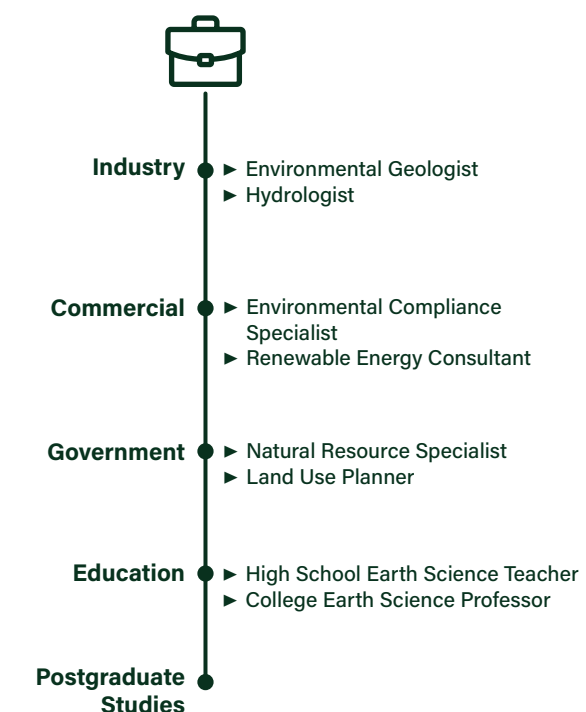 Industry
► Environmental Geologist
► Hydrologist
Commercial
► Environmental Compliance
Specialist
► Renewable Energy Consultant
Government
► Natural Resource Specialist
► Land Use Planner
Education
► High School Earth Science Teacher
► College Earth Science Professor
Postgraduate
Studies